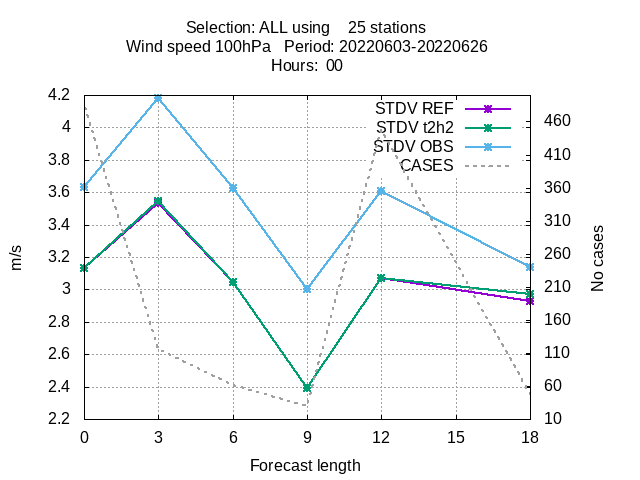 Selection: ALL using 25 stations
Wind speed 100hPa Period: 20220603-20220626
Hours: 00
STDV REF
STDV t2h2
STDV OBS
CASES
4.2
4
3.8
3.6
3.4
3.2
3
2.8
2.6
2.4
2.2
m/s
460
410
360
310
260
210
160
110
60
10
No cases
0 3 6 9 12 15 18
Forecast length